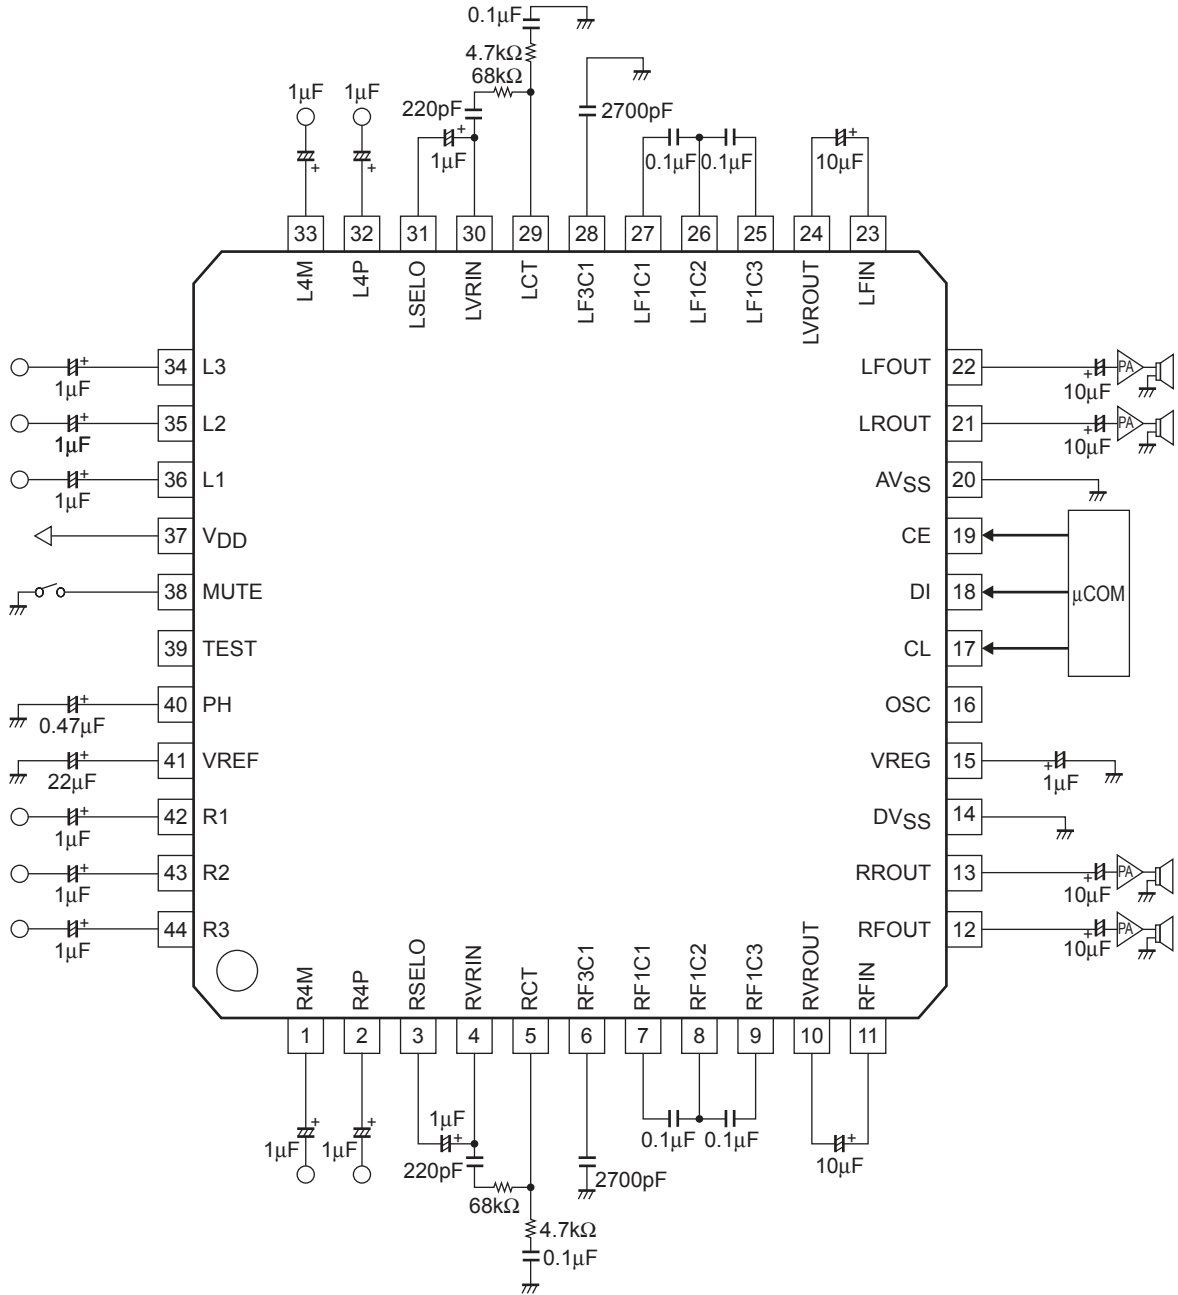 0.1μF
4.7kΩ
68kΩ
1μF 1μF
220pF
2700pF
1μF
0.1μF 0.1μF
10μF
33 32 31 30 29 28 27 26 25 24 23
L4M L4P LSELO LVRIN LCT LF3C1 LF1C1 LF1C2 LF1C3 LVROUT LFIN
34 L3
1μF
LFOUT 22
PA
10μF
35 L2
1μF
LROUT 21
PA
10μF
36 L1
1μF
AVSS 20
37 VDD
CE 19
38 MUTE
DI 18
μCOM
39 TEST
CL 17
40 PH
0.47μF
OSC 16
41 VREF
22μF
VREG 15
1μF
42 R1
1μF
DVSS 14
43 R2
1μF
RROUT 13
PA
10μF
44 R3
1μF
RFOUT 12
PA
10μF
R4M R4P RSELO RVRIN RCT RF3C1 RF1C1 RF1C2 RF1C3 RVROUT RFIN
1 2 3 4 5 6 7 8 9 10 11
1μF
1μF 1μF
0.1μF 0.1μF
10μF
220pF
2700pF
68kΩ
4.7kΩ
0.1μF